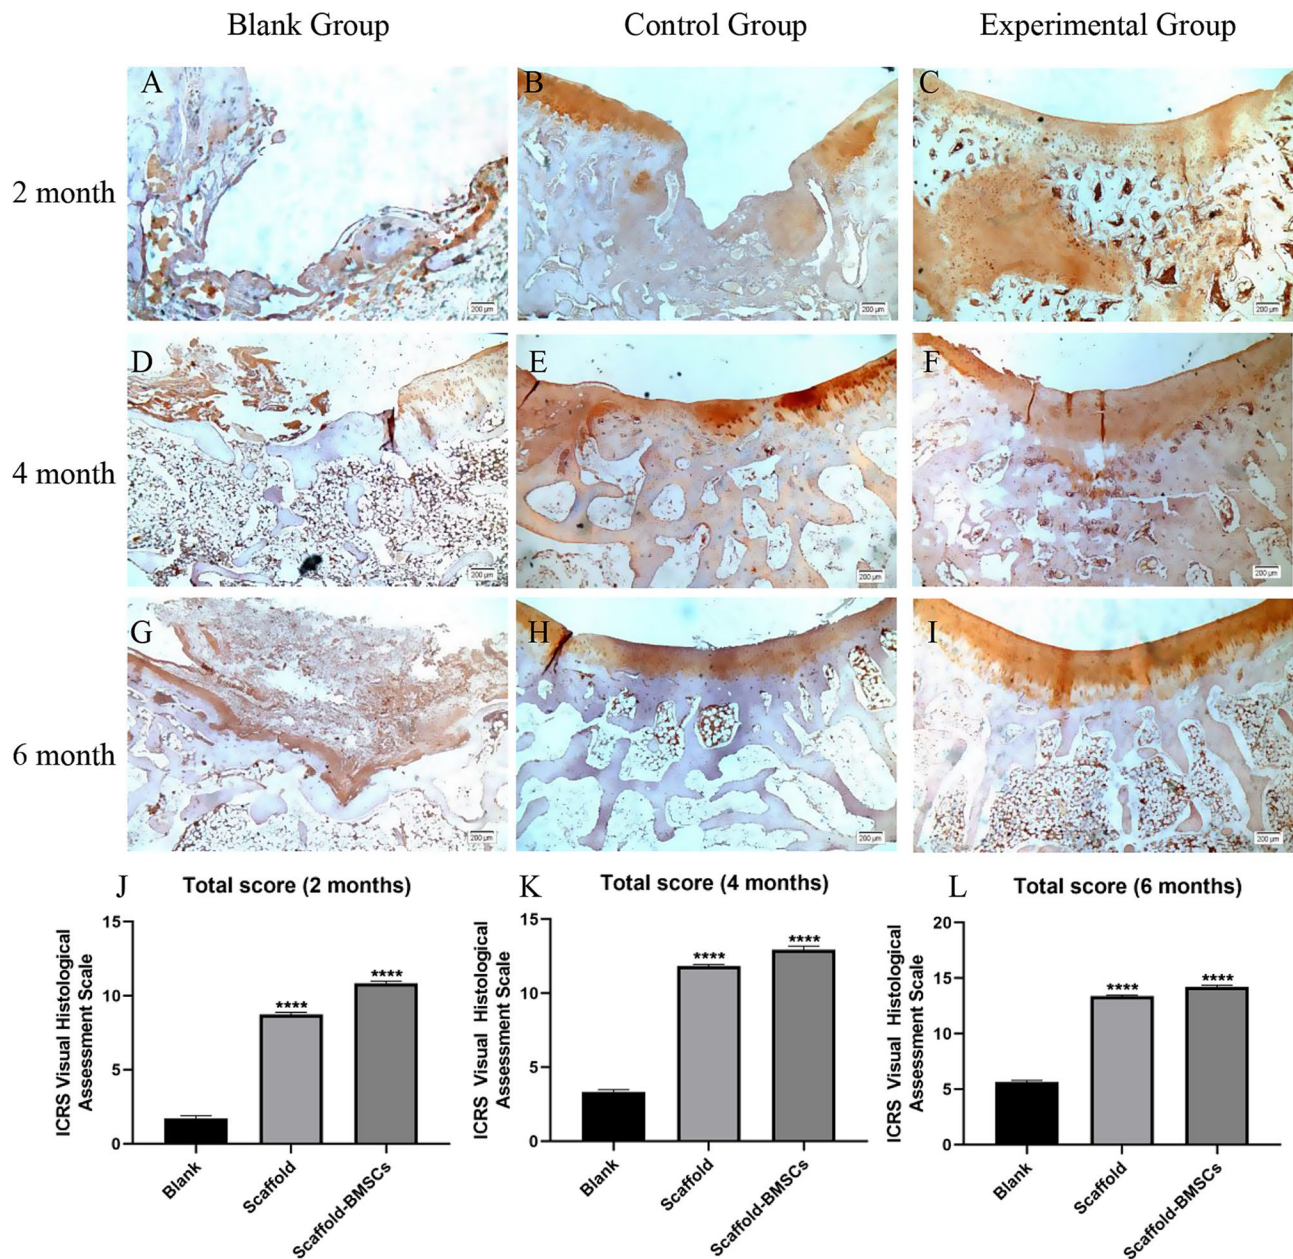 Blank Group
Control Group
Experimental Group
2 month
A
200 µm
B
200 µm
C
200 µm
4 month
D
200 µm
E
200 µm
F
200 µm
6 month
G
200 µm
H
200 µm
I
200 µm
J
Total score (2 months)
ICRS Visual Histological
Assessment Scale
15
10
5
0
****
****
Blank
Scaffold
Scaffold-BMSCs
K
Total score (4 months)
ICRS Visual Histological
Assessment Scale
15
10
5
0
****
****
Blank
Scaffold
Scaffold-BMSCs
L
Total score (6 months)
ICRS Visual Histological
Assessment Scale
20
15
10
5
0
****
****
Blank
Scaffold
Scaffold-BMSCs